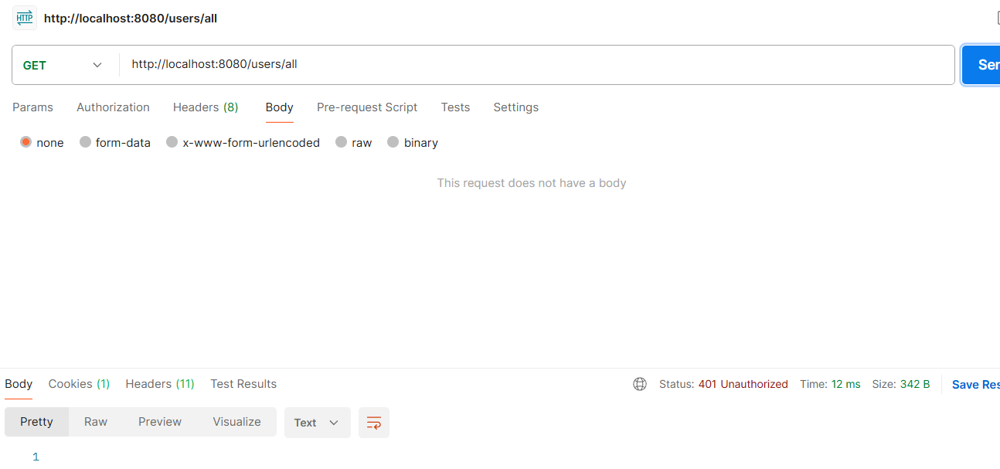 HTTP http://localhost:8080/users/all
GET http://localhost:8080/users/all
Params Authorization Headers (8) Body Pre-request Script Tests Settings
none form-data x-www-form-urlencoded raw binary
This request does not have a body
Body Cookies (1) Headers (11) Test Results Status: 401 Unauthorized Time: 12 ms Size: 342 B Save Res
Pretty Raw Preview Visualize Text
1